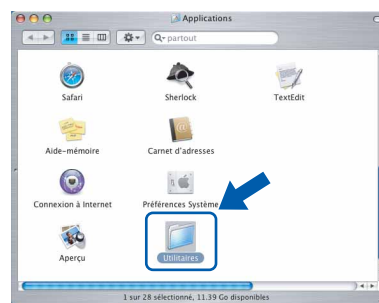 Applications
partout
Safari
Sherlock
TextEdit
Aide-mémoire
Carnet d'adresses
Connexion à Internet
Préférences Système
Aperçu
Utilitaires
1 sur 28 sélectionné, 11.39 Go disponibles